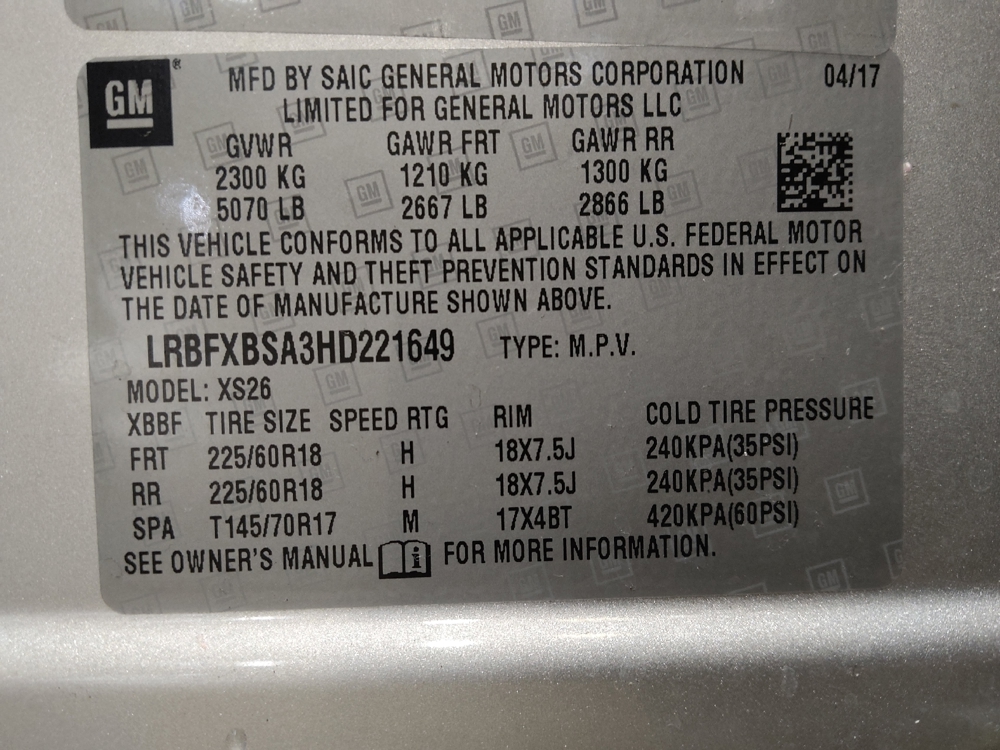 GM
MFD BY SAIC GENERAL MOTORS CORPORATION 04/17
LIMITED FOR GENERAL MOTORS LLC
GVWR GAWR FRT GAWR RR
2300 KG 1210 KG 1300 KG
5070 LB 2667 LB 2866 LB
THIS VEHICLE CONFORMS TO ALL APPLICABLE U.S. FEDERAL MOTOR
VEHICLE SAFETY AND THEFT PREVENTION STANDARDS IN EFFECT ON
THE DATE OF MANUFACTURE SHOWN ABOVE.
LRBFXBSA3HD221649 TYPE: M.P.V.
MODEL: XS26
XBBF TIRE SIZE SPEED RTG RIM COLD TIRE PRESSURE
FRT 225/60R18 H 18X7.5J 240KPA(35PSI)
RR 225/60R18 H 18X7.5J 240KPA(35PSI)
SPA T145/70R17 M 17X4BT 420KPA(60PSI)
SEE OWNER'S MANUAL FOR MORE INFORMATION.